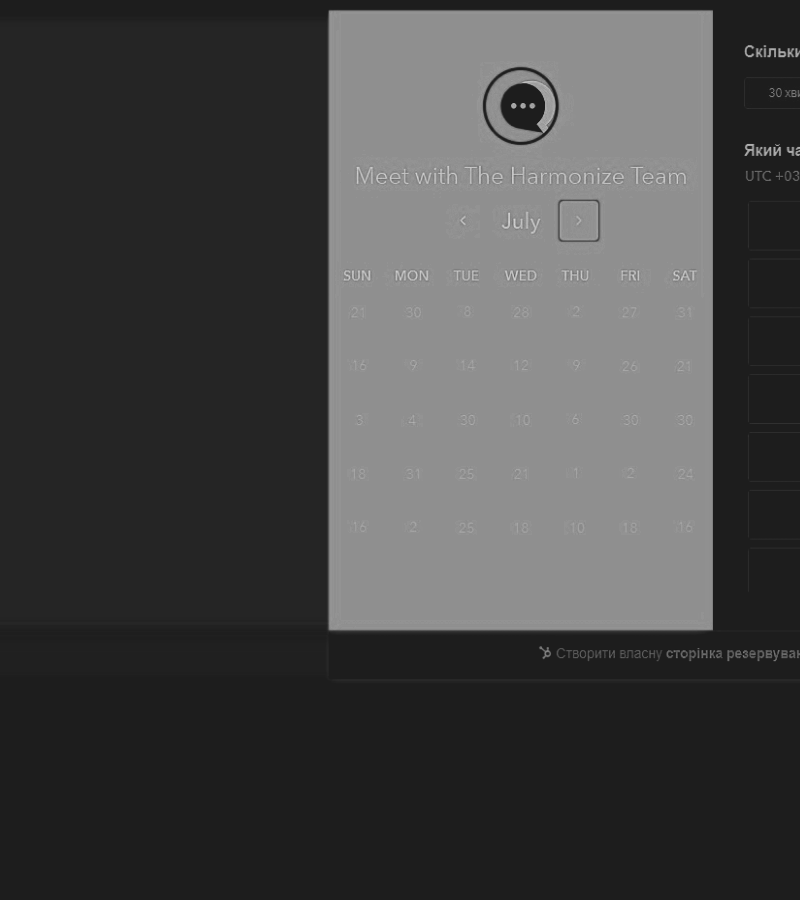 Meet with The Harmonize Team
July
SUN MON TUE WED THU FRI SAT
21 30 8 28 2 27 31
16 9 14 12 9 26 21
3 4 30 10 6 30 30
18 31 25 21 1 2 24
16 2 25 18 10 18 16
Скільки
30 хви
Який ча
UTC +03
Створити власну сторінка резервуван